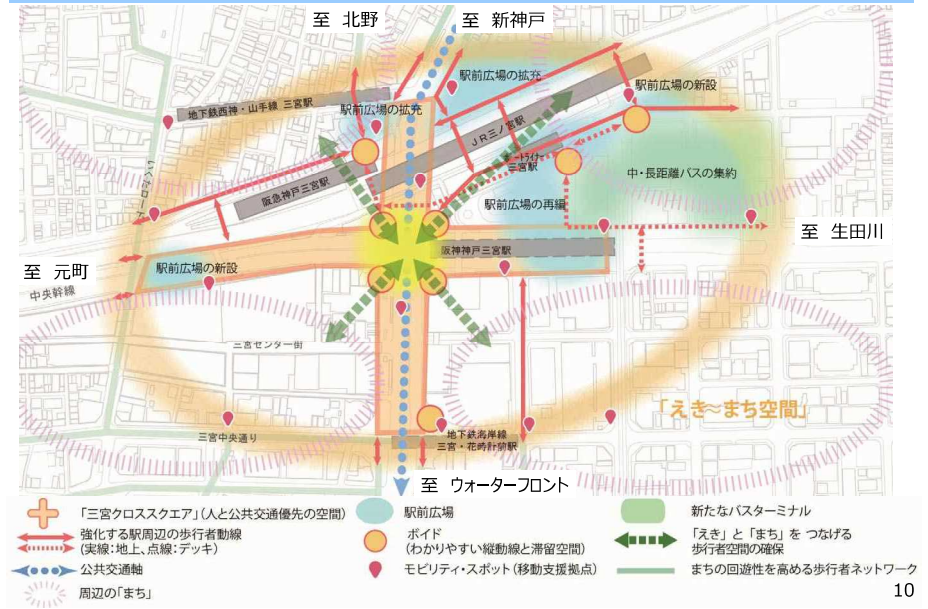 至 北野
至 新神戸
駅前広場の拡充
地下鉄西神・山手線 三宮駅
駅前広場の拡充
駅前広場の新設
JR三ノ宮駅
三宮駅
中・長距離バスの集約
阪急神戸三宮駅
駅前広場の再編
至 生田川
阪神神戸三宮駅
至 元町
駅前広場の新設
中央幹線
三宮センター街
「えき~まち空間」
三宮中央通り
地下鉄海岸線
三宮・花時計前駅
至 ウォーターフロント
「三宮クロススクエア」(人と公共交通優先の空間)
駅前広場
新たなバスターミナル
強化する駅周辺の歩行者動線
(実線:地上、点線:デッキ)
ボイド
(わかりやすい縦動線と滞留空間)
「えき」と「まち」を つなげる
歩行者空間の確保
公共交通軸
モビリティ・スポット(移動支援拠点)
まちの回遊性を高める歩行者ネットワーク
周辺の「まち」
10